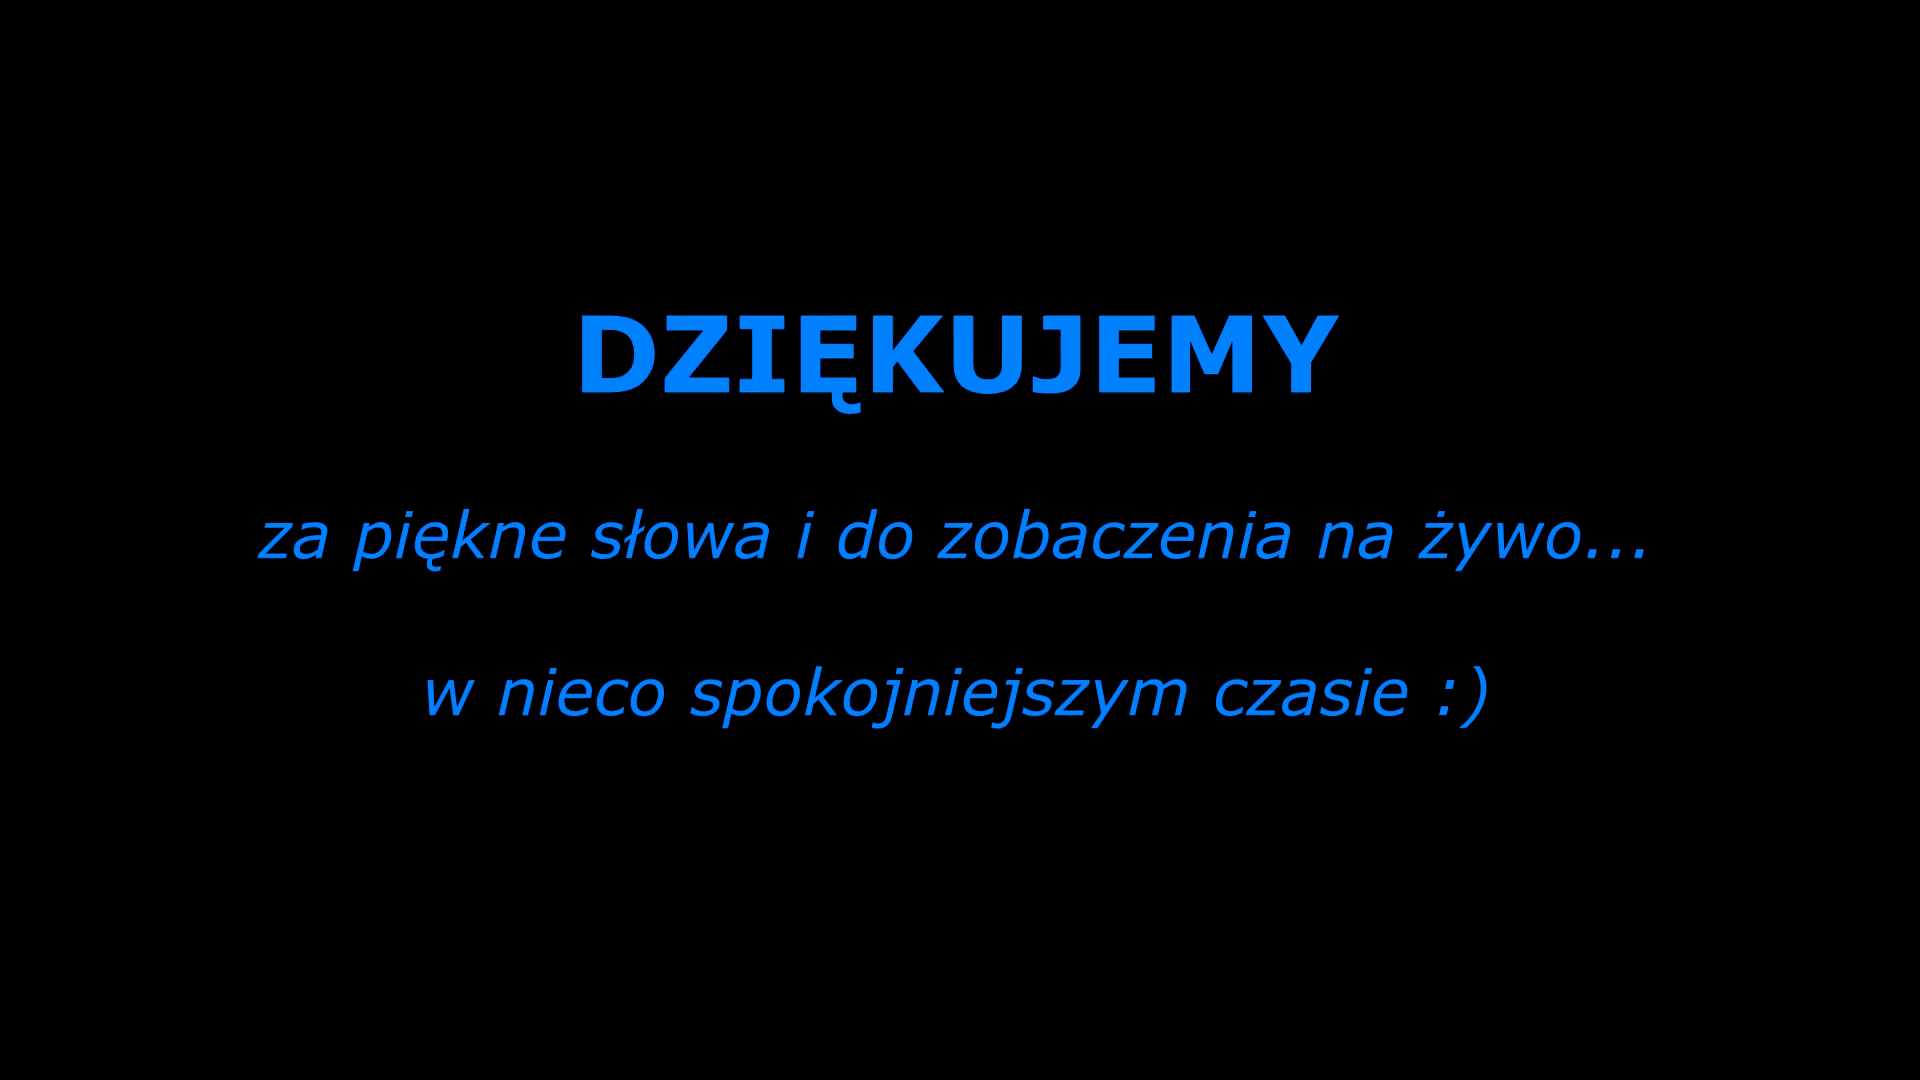 DZIĘKUJEMY
za piękne słowa i do zobaczenia na żywo...
w nieco spokojniejszym czasie :)